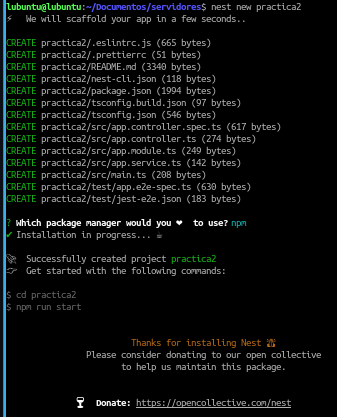 lubuntu@lubuntu:~/Documentos/servidores$ nest new practica2
⚡ We will scaffold your app in a few seconds..
CREATE practica2/.eslintrc.js (665 bytes)
CREATE practica2/.prettierrc (51 bytes)
CREATE practica2/README.md (3340 bytes)
CREATE practica2/nest-cli.json (118 bytes)
CREATE practica2/package.json (1994 bytes)
CREATE practica2/tsconfig.build.json (97 bytes)
CREATE practica2/tsconfig.json (546 bytes)
CREATE practica2/src/app.controller.spec.ts (617 bytes)
CREATE practica2/src/app.controller.ts (274 bytes)
CREATE practica2/src/app.module.ts (249 bytes)
CREATE practica2/src/app.service.ts (142 bytes)
CREATE practica2/src/main.ts (208 bytes)
CREATE practica2/test/app.e2e-spec.ts (630 bytes)
CREATE practica2/test/jest-e2e.json (183 bytes)
? Which package manager would you ❤ to use? npm
✔ Installation in progress... ☕
🚀 Successfully created project practica2
👉 Get started with the following commands:
$ cd practica2
$ npm run start
Thanks for installing Nest 🙏
Please consider donating to our open collective
to help us maintain this package.
🍷 Donate: https://opencollective.com/nest